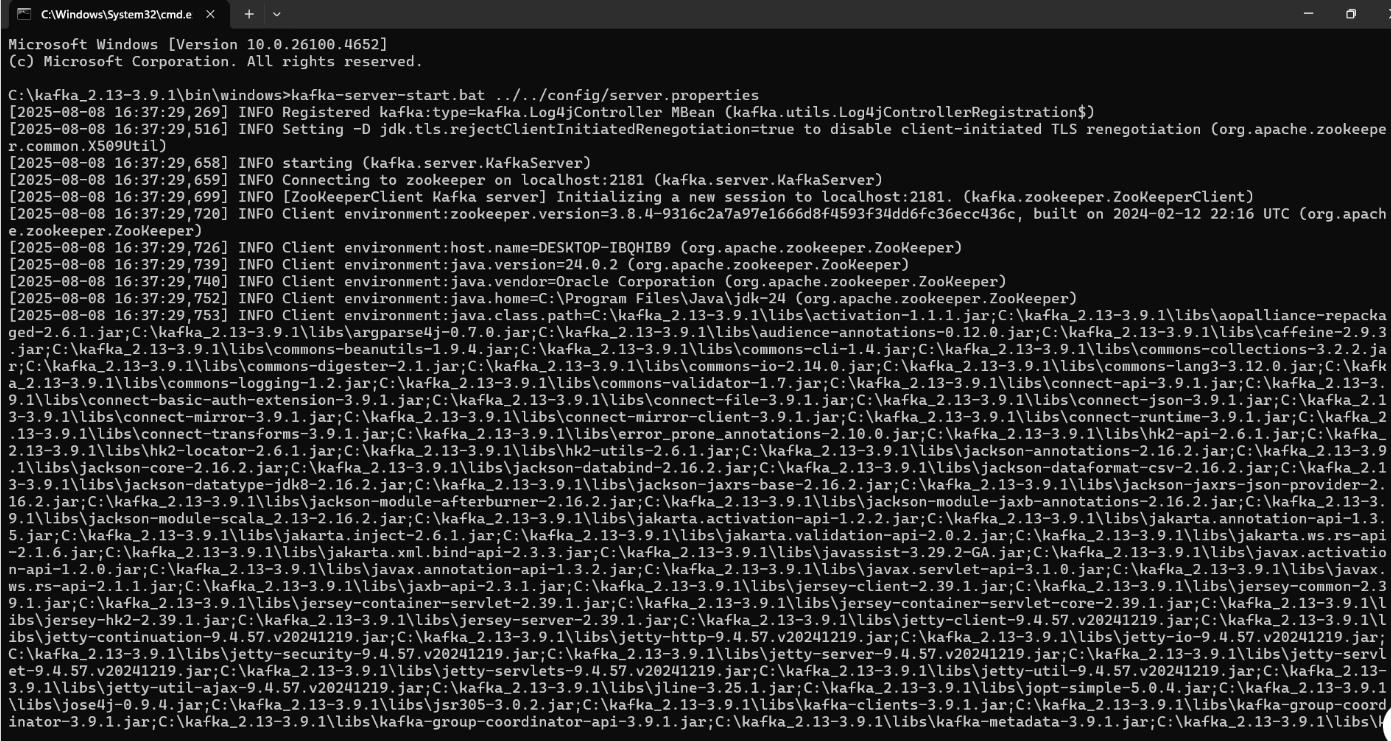 C:\Windows\System32\cmd.e
Microsoft Windows [Version 10.0.26100.4652]
(c) Microsoft Corporation. All rights reserved.
C:\kafka_2.13-3.9.1\bin\windows>kafka-server-start.bat ../../config/server.properties
[2025-08-08 16:37:29,269] INFO Registered kafka:type=kafka.Log4jController MBean (kafka.utils.Log4jControllerRegistration$)
[2025-08-08 16:37:29,516] INFO Setting -D jdk.tls.rejectClientInitiatedRenegotiation=true to disable client-initiated TLS renegotiation (org.apache.zookeepe
r.common.X509Util)
[2025-08-08 16:37:29,658] INFO starting (kafka.server.KafkaServer)
[2025-08-08 16:37:29,659] INFO Connecting to zookeeper on localhost:2181 (kafka.server.KafkaServer)
[2025-08-08 16:37:29,699] INFO [ZooKeeperClient Kafka server] Initializing a new session to localhost:2181. (kafka.zookeeper.ZooKeeperClient)
[2025-08-08 16:37:29,720] INFO Client environment:zookeeper.version=3.8.4-9316c2a7a97e1666d8f4593f34dd6fc36ecc436c, built on 2024-02-12 22:16 UTC (org.apach
e.zookeeper.ZooKeeper)
[2025-08-08 16:37:29,726] INFO Client environment:host.name=DESKTOP-IBQHIB9 (org.apache.zookeeper.ZooKeeper)
[2025-08-08 16:37:29,739] INFO Client environment:java.version=24.0.2 (org.apache.zookeeper.ZooKeeper)
[2025-08-08 16:37:29,740] INFO Client environment:java.vendor=Oracle Corporation (org.apache.zookeeper.ZooKeeper)
[2025-08-08 16:37:29,752] INFO Client environment:java.home=C:\Program Files\Java\jdk-24 (org.apache.zookeeper.ZooKeeper)
[2025-08-08 16:37:29,753] INFO Client environment:java.class.path=C:\kafka_2.13-3.9.1\libs\activation-1.1.1.jar;C:\kafka_2.13-3.9.1\libs\aopalliance-repacka
ged-2.6.1.jar;C:\kafka_2.13-3.9.1\libs\argparse4j-0.7.0.jar;C:\kafka_2.13-3.9.1\libs\audience-annotations-0.12.0.jar;C:\kafka_2.13-3.9.1\libs\caffeine-2.9.3
.jar;C:\kafka_2.13-3.9.1\libs\commons-beanutils-1.9.4.jar;C:\kafka_2.13-3.9.1\libs\commons-cli-1.4.jar;C:\kafka_2.13-3.9.1\libs\commons-collections-3.2.2.ja
r;C:\kafka_2.13-3.9.1\libs\commons-digester-2.1.jar;C:\kafka_2.13-3.9.1\libs\commons-io-2.14.0.jar;C:\kafka_2.13-3.9.1\libs\commons-lang3-3.12.0.jar;C:\kafk
a_2.13-3.9.1\libs\commons-logging-1.2.jar;C:\kafka_2.13-3.9.1\libs\commons-validator-1.7.jar;C:\kafka_2.13-3.9.1\libs\connect-api-3.9.1.jar;C:\kafka_2.13-3.
9.1\libs\connect-basic-auth-extension-3.9.1.jar;C:\kafka_2.13-3.9.1\libs\connect-file-3.9.1.jar;C:\kafka_2.13-3.9.1\libs\connect-json-3.9.1.jar;C:\kafka_2.1
3-3.9.1\libs\connect-mirror-3.9.1.jar;C:\kafka_2.13-3.9.1\libs\connect-mirror-client-3.9.1.jar;C:\kafka_2.13-3.9.1\libs\connect-runtime-3.9.1.jar;C:\kafka_2
.13-3.9.1\libs\connect-transforms-3.9.1.jar;C:\kafka_2.13-3.9.1\libs\error_prone_annotations-2.10.0.jar;C:\kafka_2.13-3.9.1\libs\hk2-api-2.6.1.jar;C:\kafka_
2.13-3.9.1\libs\hk2-locator-2.6.1.jar;C:\kafka_2.13-3.9.1\libs\hk2-utils-2.6.1.jar;C:\kafka_2.13-3.9.1\libs\jackson-annotations-2.16.2.jar;C:\kafka_2.13-3.9
.1\libs\jackson-core-2.16.2.jar;C:\kafka_2.13-3.9.1\libs\jackson-databind-2.16.2.jar;C:\kafka_2.13-3.9.1\libs\jackson-dataformat-csv-2.16.2.jar;C:\kafka_2.1
3-3.9.1\libs\jackson-datatype-jdk8-2.16.2.jar;C:\kafka_2.13-3.9.1\libs\jackson-jaxrs-base-2.16.2.jar;C:\kafka_2.13-3.9.1\libs\jackson-jaxrs-json-provider-2.
16.2.jar;C:\kafka_2.13-3.9.1\libs\jackson-module-afterburner-2.16.2.jar;C:\kafka_2.13-3.9.1\libs\jackson-module-jaxb-annotations-2.16.2.jar;C:\kafka_2.13-3.
9.1\libs\jackson-module-scala_2.13-2.16.2.jar;C:\kafka_2.13-3.9.1\libs\jakarta.activation-api-1.2.2.jar;C:\kafka_2.13-3.9.1\libs\jakarta.annotation-api-1.3.
5.jar;C:\kafka_2.13-3.9.1\libs\jakarta.inject-2.6.1.jar;C:\kafka_2.13-3.9.1\libs\jakarta.validation-api-2.0.2.jar;C:\kafka_2.13-3.9.1\libs\jakarta.ws.rs-api
-2.1.6.jar;C:\kafka_2.13-3.9.1\libs\jakarta.xml.bind-api-2.3.3.jar;C:\kafka_2.13-3.9.1\libs\javassist-3.29.2-GA.jar;C:\kafka_2.13-3.9.1\libs\javax.activatio
n-api-1.2.0.jar;C:\kafka_2.13-3.9.1\libs\javax.annotation-api-1.3.2.jar;C:\kafka_2.13-3.9.1\libs\javax.servlet-api-3.1.0.jar;C:\kafka_2.13-3.9.1\libs\javax.
ws.rs-api-2.1.1.jar;C:\kafka_2.13-3.9.1\libs\jaxb-api-2.3.1.jar;C:\kafka_2.13-3.9.1\libs\jersey-client-2.39.1.jar;C:\kafka_2.13-3.9.1\libs\jersey-common-2.3
9.1.jar;C:\kafka_2.13-3.9.1\libs\jersey-container-servlet-2.39.1.jar;C:\kafka_2.13-3.9.1\libs\jersey-container-servlet-core-2.39.1.jar;C:\kafka_2.13-3.9.1\l
ibs\jersey-hk2-2.39.1.jar;C:\kafka_2.13-3.9.1\libs\jersey-server-2.39.1.jar;C:\kafka_2.13-3.9.1\libs\jetty-client-9.4.57.v20241219.jar;C:\kafka_2.13-3.9.1\l
ibs\jetty-continuation-9.4.57.v20241219.jar;C:\kafka_2.13-3.9.1\libs\jetty-http-9.4.57.v20241219.jar;C:\kafka_2.13-3.9.1\libs\jetty-io-9.4.57.v20241219.jar;
C:\kafka_2.13-3.9.1\libs\jetty-security-9.4.57.v20241219.jar;C:\kafka_2.13-3.9.1\libs\jetty-server-9.4.57.v20241219.jar;C:\kafka_2.13-3.9.1\libs\jetty-servl
et-9.4.57.v20241219.jar;C:\kafka_2.13-3.9.1\libs\jetty-servlets-9.4.57.v20241219.jar;C:\kafka_2.13-3.9.1\libs\jetty-util-9.4.57.v20241219.jar;C:\kafka_2.13-
3.9.1\libs\jetty-util-ajax-9.4.57.v20241219.jar;C:\kafka_2.13-3.9.1\libs\jline-3.25.1.jar;C:\kafka_2.13-3.9.1\libs\jopt-simple-5.0.4.jar;C:\kafka_2.13-3.9.1
\libs\jose4j-0.9.4.jar;C:\kafka_2.13-3.9.1\libs\jsr305-3.0.2.jar;C:\kafka_2.13-3.9.1\libs\kafka-clients-3.9.1.jar;C:\kafka_2.13-3.9.1\libs\kafka-group-coord
inator-3.9.1.jar;C:\kafka_2.13-3.9.1\libs\kafka-group-coordinator-api-3.9.1.jar;C:\kafka_2.13-3.9.1\libs\kafka-metadata-3.9.1.jar;C:\kafka_2.13-3.9.1\libs\k